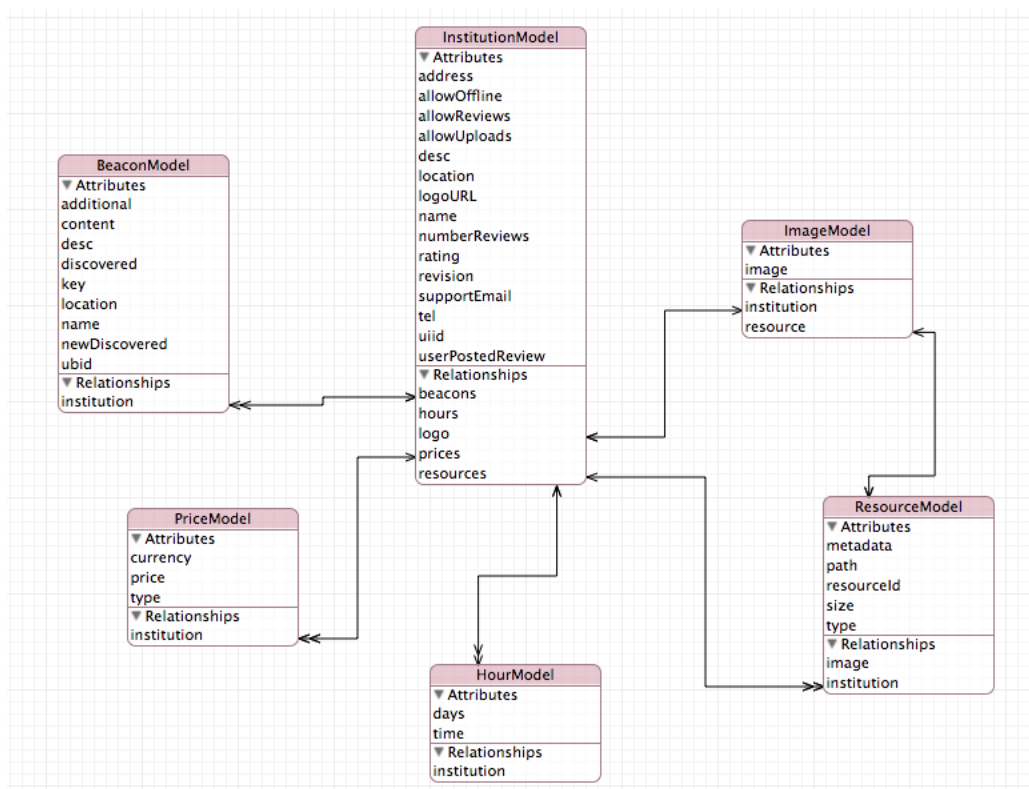 InstitutionModel
Attributes
address
allowOffline
allowReviews
allowUploads
desc
location
logoURL
name
numberReviews
rating
revision
supportEmail
tel
uiid
userPostedReview
Relationships
beacons
hours
logo
prices
resources
BeaconModel
Attributes
additional
content
desc
discovered
key
location
name
newDiscovered
ubid
Relationships
institution
ImageModel
Attributes
image
Relationships
institution
resource
PriceModel
Attributes
currency
price
type
Relationships
institution
HourModel
Attributes
days
time
Relationships
institution
ResourceModel
Attributes
metadata
path
resourceId
size
type
Relationships
image
institution